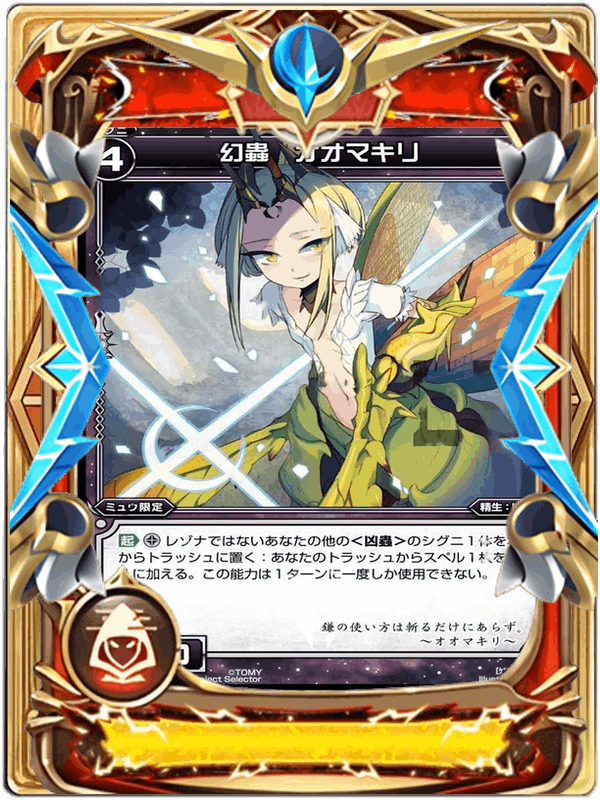 4
幻蟲 オオマキリ
ミュウ限定
精生:
起 レゾナではないあなたの他の<凶蟲>のシグニ1体を
からトラッシュに置く:あなたのトラッシュからスペル1枚を
に加える。この能力は1ターンに一度しか使用できない。
鎌の使い方は斬るだけにあらず。
~オオマキリ~
0
©TOMY
lect Selector
Illust